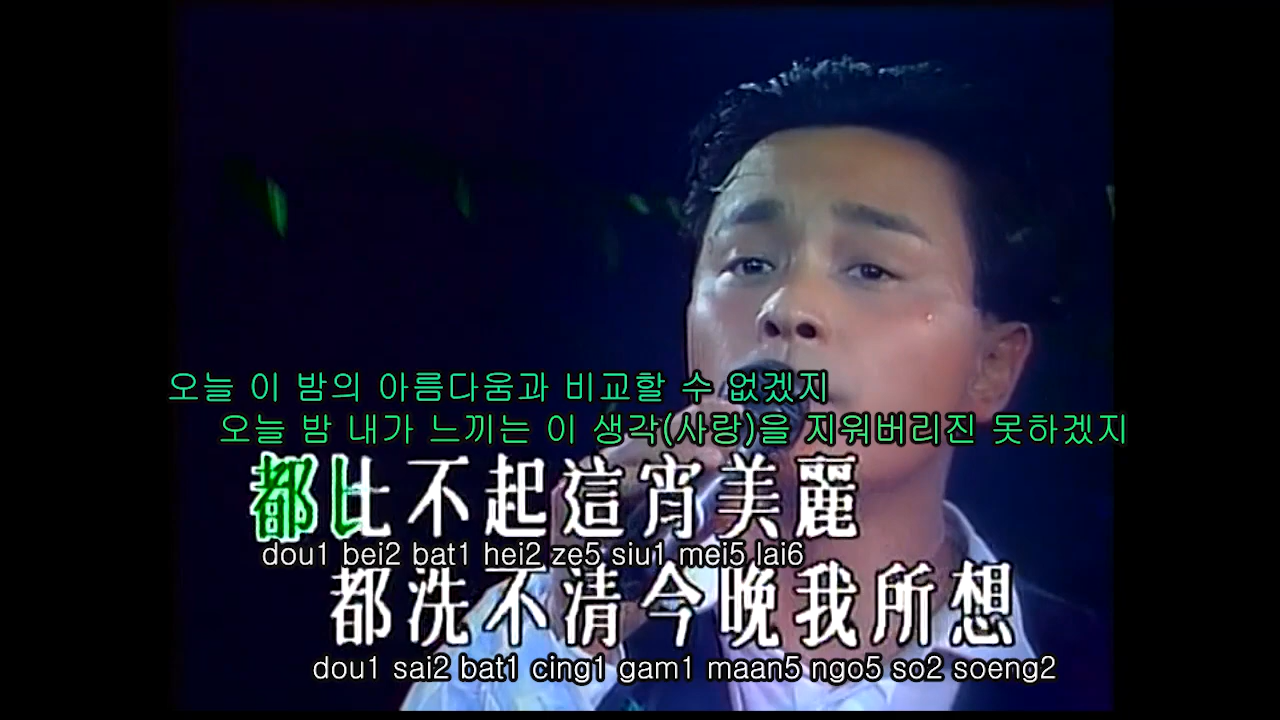 오늘 이 밤의 아름다움과 비교할 수 없겠지
오늘 밤 내가 느끼는 이 생각(사랑)을 지워버리진 못하겠지
都比不起這宵美麗
dou1 bei2 bat1 hei2 ze5 siu1 mei5 lai6
都洗不清今晚我所想
dou1 sai2 bat1 cing1 gam1 maan5 ngo5 so2 soeng2